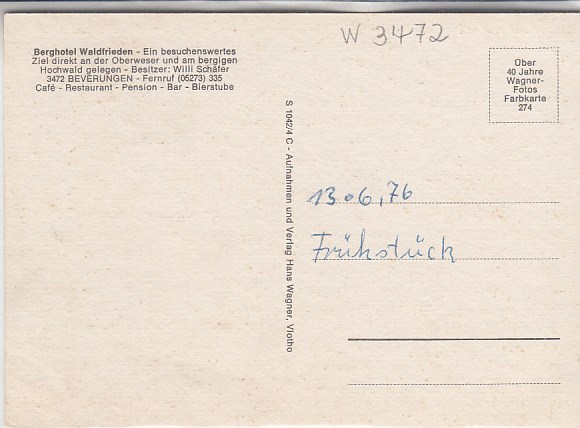 W 3472
Berghotel Waldfrieden - Ein besuchenswertes
Ziel direkt an der Oberweser und am bergigen
Hochwald gelegen - Besitzer: Willi Schäfer
3472 BEVERUNGEN - Fernruf (05273) 335
Café - Restaurant - Pension - Bar - Bierstube
Über
40 Jahre
Wagner-
Fotos
Farbkarte
274
S 1042/4 C - Aufnahmen und Verlag Hans Wagner, Vlotho
13.06.76
Frühstück